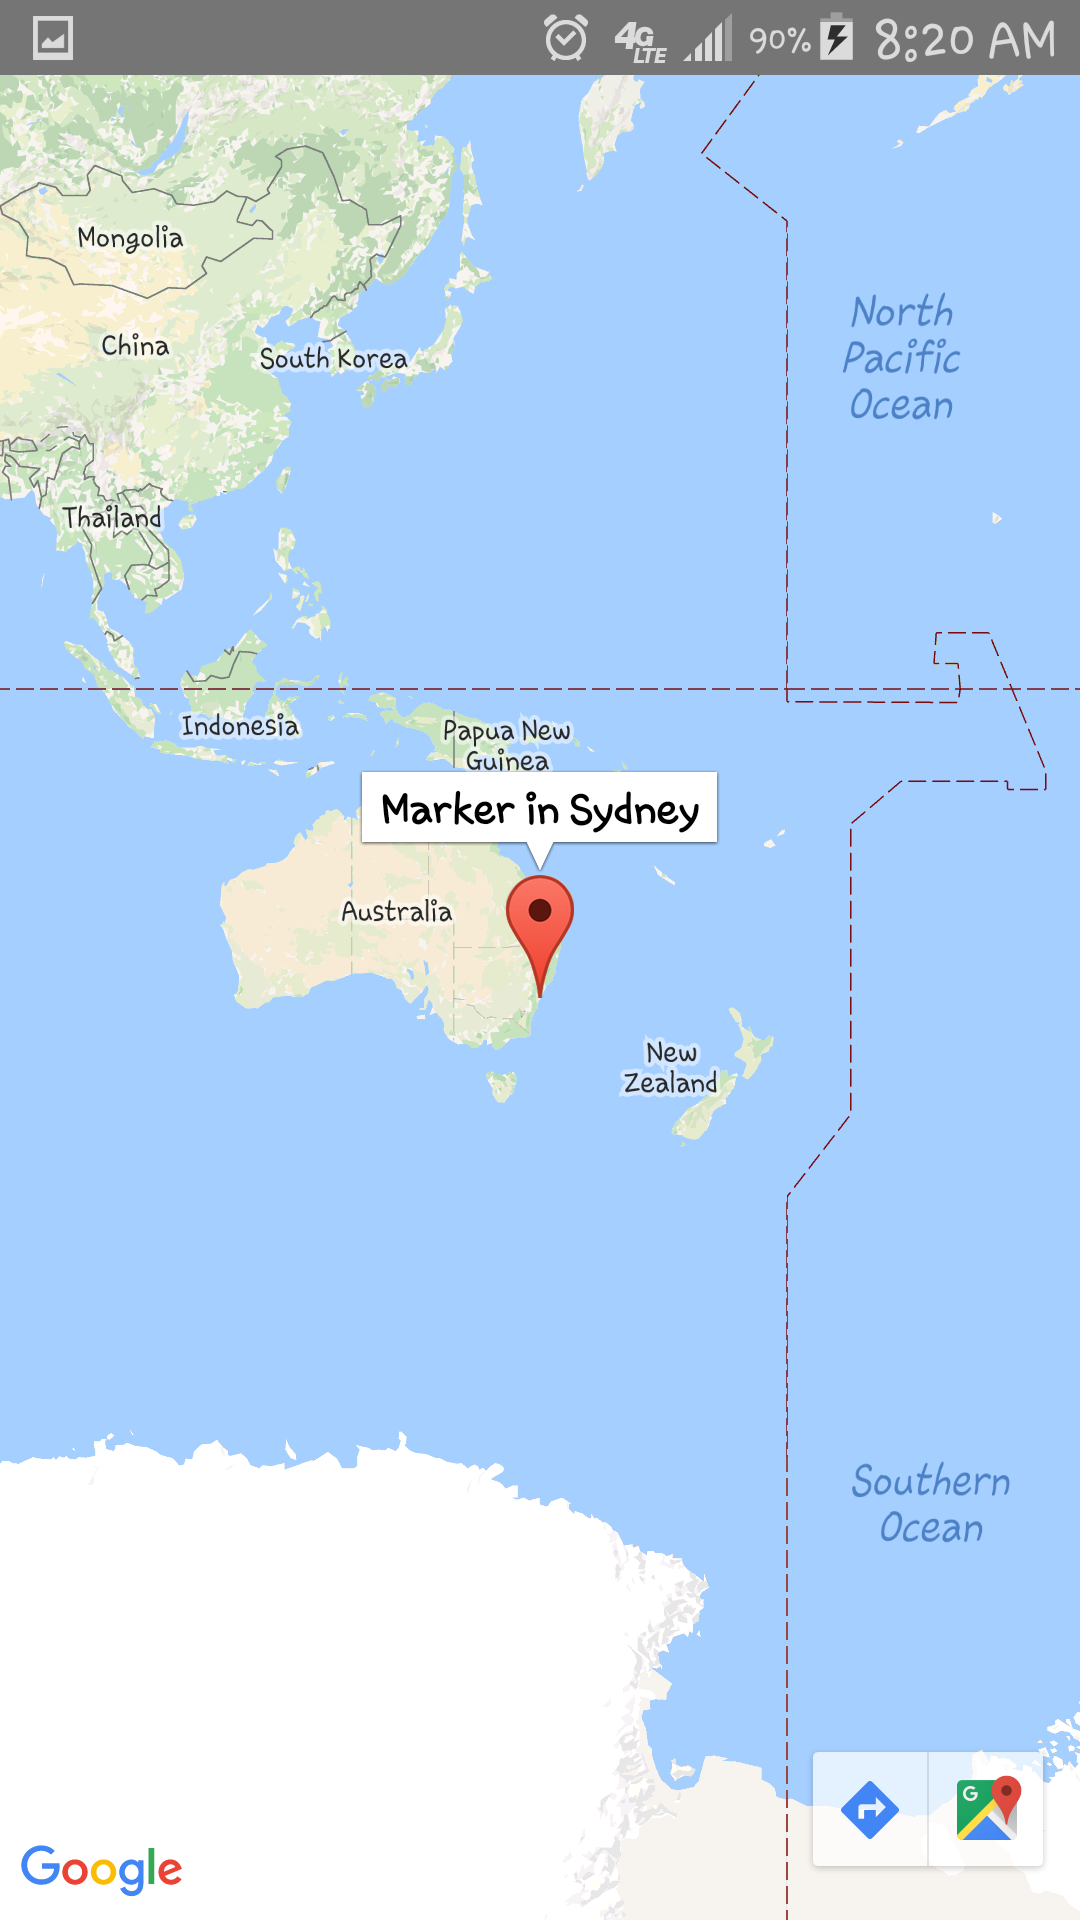 4G LTE 90% 8:20 AM
Mongolia
North
Pacific
Ocean
China
South Korea
Thailand
Indonesia
Papua New
Guinea
Marker in Sydney
Australia
New
Zealand
Southern
Ocean
G
Google